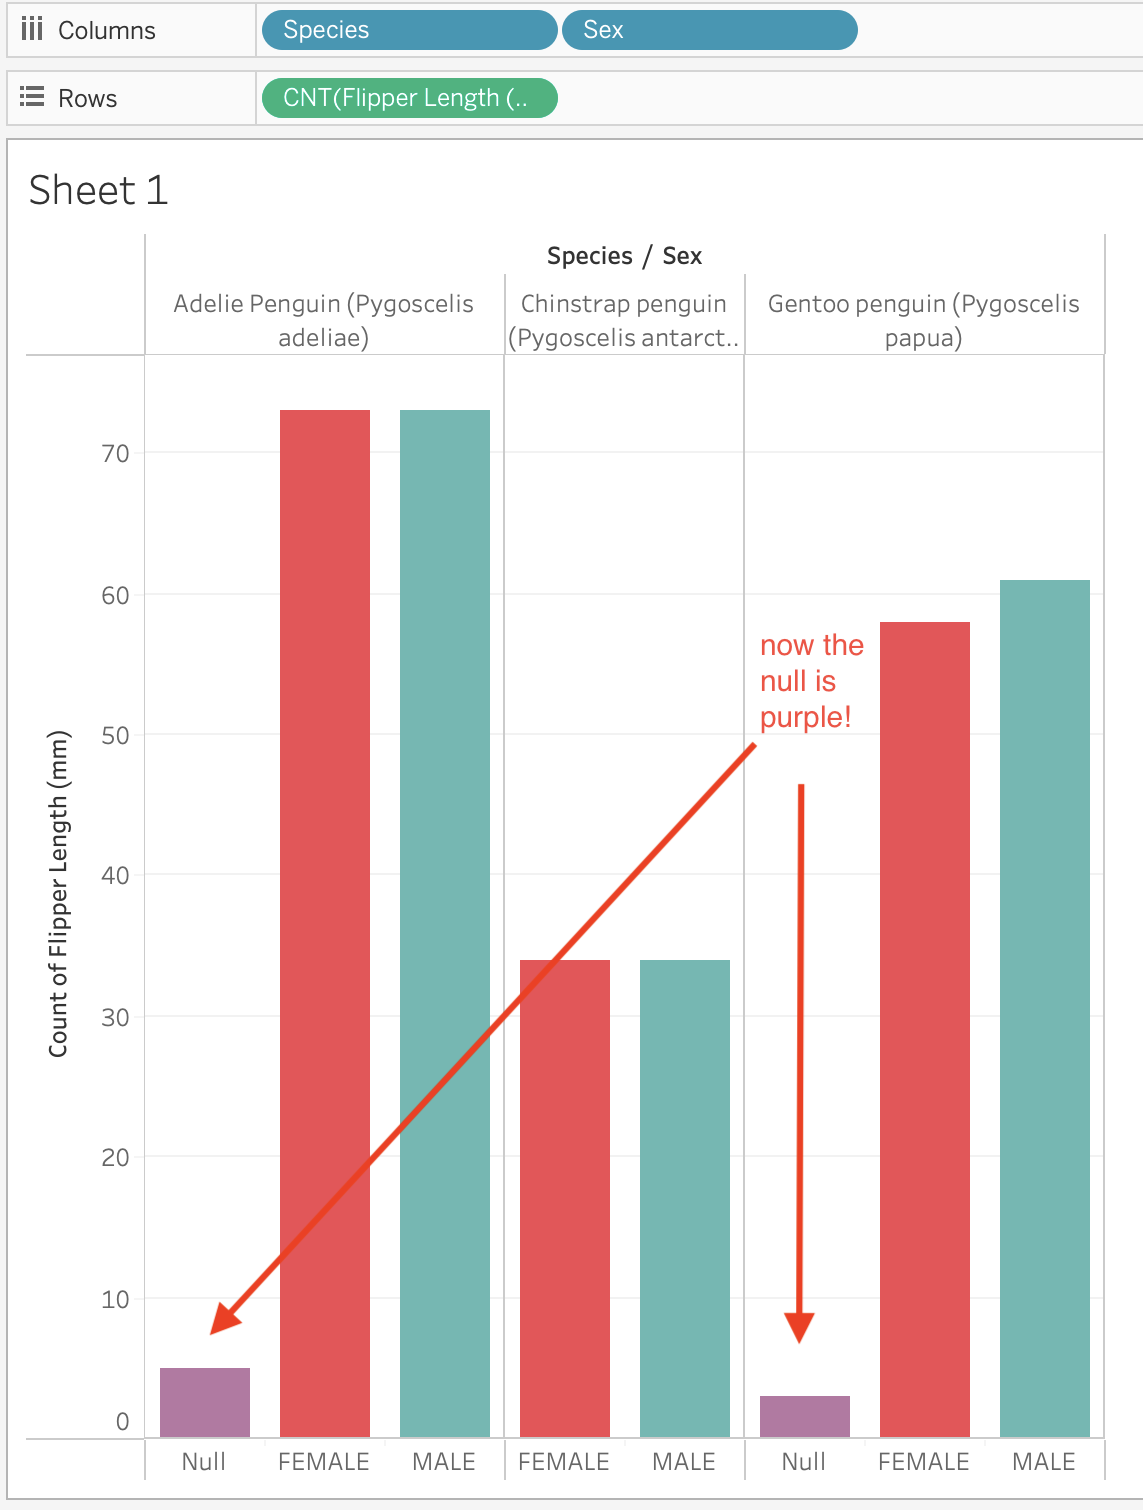 Columns
Species
Sex
Rows
CNT(Flipper Length (..
Sheet 1
Species / Sex
Adelie Penguin (Pygoscelis
adeliae)
Chinstrap penguin
(Pygoscelis antarct..
Gentoo penguin (Pygoscelis
papua)
Count of Flipper Length (mm)
70
60
50
40
30
20
10
0
now the
null is
purple!
Null
FEMALE
MALE
FEMALE
MALE
Null
FEMALE
MALE